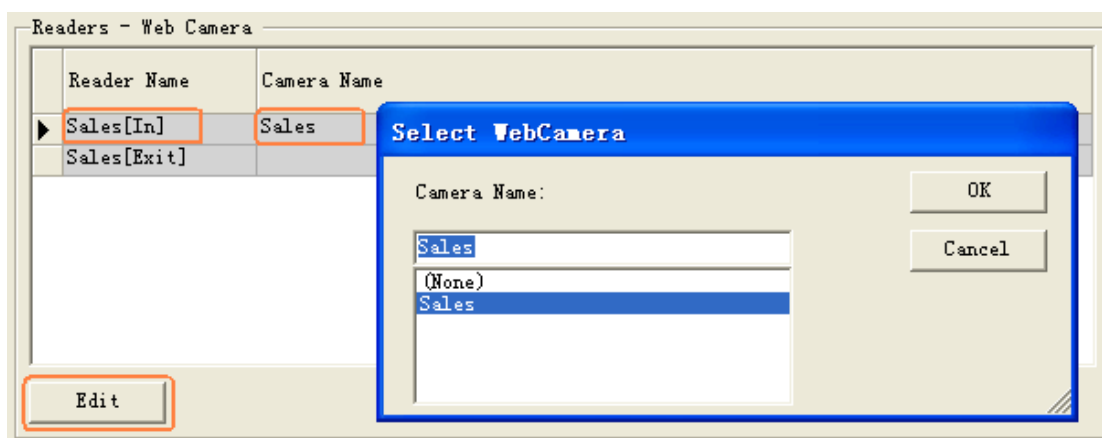 Readers - Web Camera
Reader Name Camera Name
Sales[In] Sales
Sales[Exit]
Select WebCamera
Camera Name:
OK
Sales
Cancel
(None)
Sales
Edit